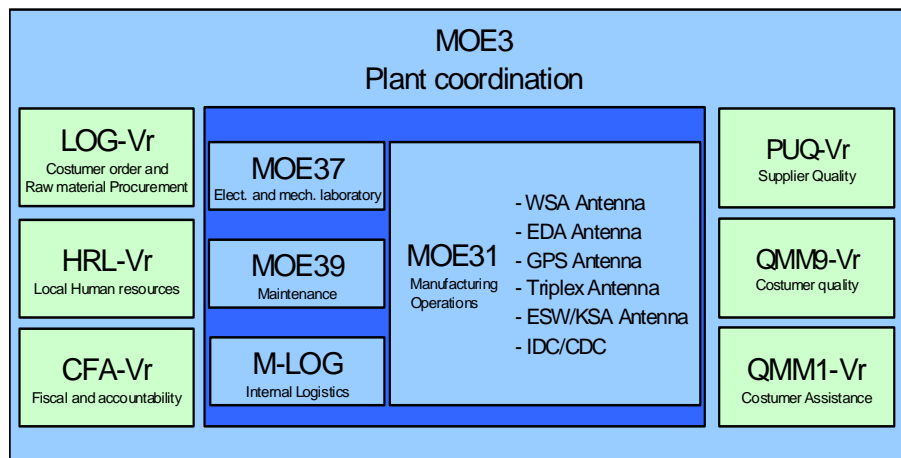 MOE3
Plant coordination
LOG-Vr
Costumer order and
Raw material Procurement
HRL-Vr
Local Human resources
CFA-Vr
Fiscal and accountability
MOE37
Elect. and mech. laboratory
MOE39
Maintenance
M-LOG
Internal Logistics
MOE31
Manufacturing
Operations
- WSA Antenna
- EDA Antenna
- GPS Antenna
- Triplex Antenna
- ESW/KSA Antenna
- IDC/CDC
PUQ-Vr
Supplier Quality
QMM9-Vr
Costumer quality
QMM1-Vr
Costumer Assistance